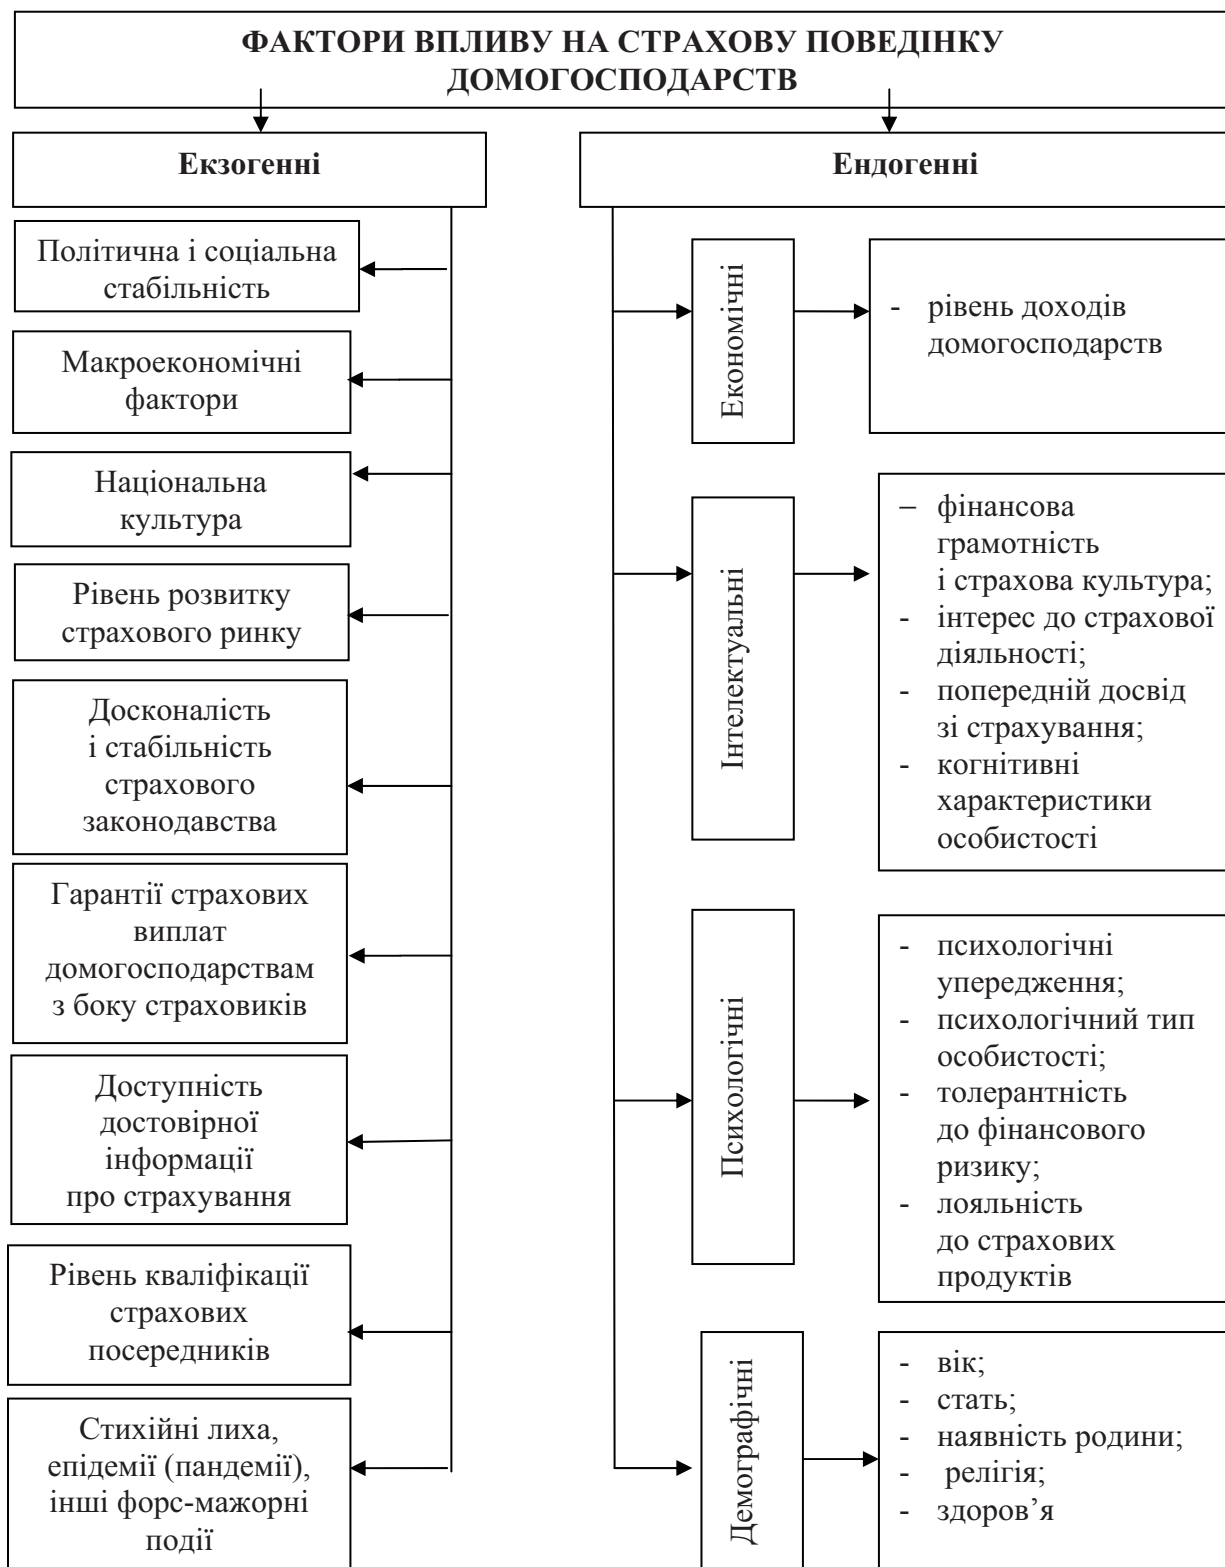 ФАКТОРИ ВПЛИВУ НА СТРАХОВУ ПОВЕДІНКУ
ДОМОГОСПОДАРСТВ
Екзогенні
Політична і соціальна
стабільність
Макроекономічні
фактори
Національна
культура
Рівень розвитку
страхового ринку
Досконалість
і стабільність
страхового
законодавства
Гарантії страхових
виплат
домогосподарствам
з боку страховиків
Доступність
достовірної
інформації
про страхування
Рівень кваліфікації
страхових
посередників
Стихійні лиха,
епідемії (пандемії),
інші форс-мажорні
події
Ендогенні
Економічні
- рівень доходів
домогосподарств
Інтелектуальні
– фінансова
грамотність
і страхова культура;
- інтерес до страхової
діяльності;
- попередній досвід
зі страхування;
- когнітивні
характеристики
особистості
Психологічні
- психологічні
упередження;
- психологічний тип
особистості;
- толерантність
до фінансового
ризику;
- лояльність
до страхових
продуктів
Демографічні
- вік;
- стать;
- наявність родини;
- релігія;
- здоров’я